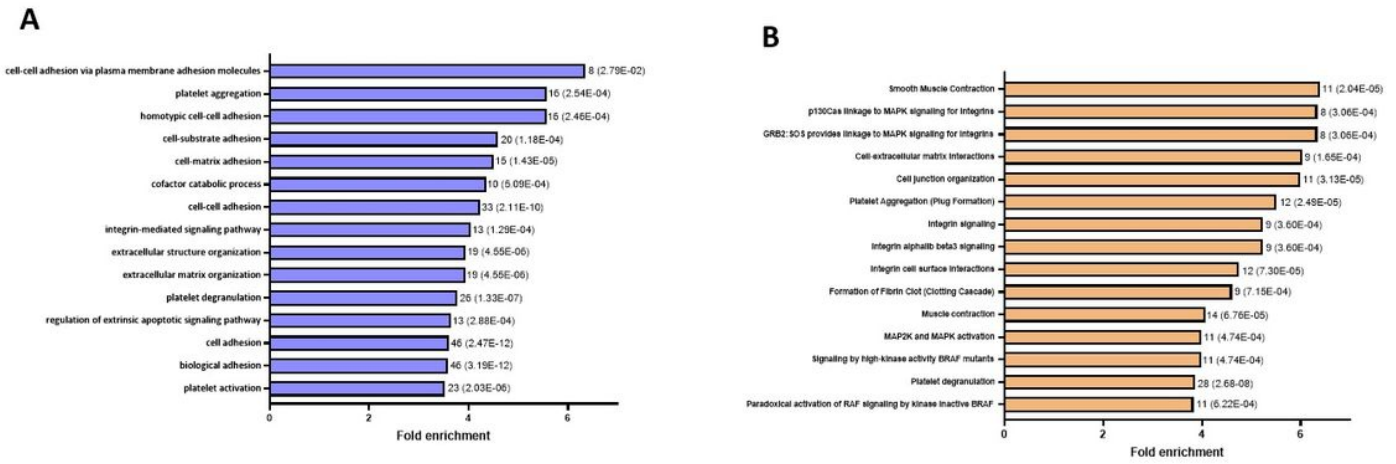 A
cell-cell adhesion via plasma membrane adhesion molecules 8 (2.79E-02)
platelet aggregation 16 (2.54E-04)
homotypic cell-cell adhesion 16 (2.46E-04)
cell-substrate adhesion 20 (1.18E-04)
cell-matrix adhesion 15 (1.43E-05)
cofactor catabolic process 10 (5.09E-04)
cell-cell adhesion 33 (2.11E-10)
integrin-mediated signaling pathway 13 (1.29E-04)
extracellular structure organization 19 (4.55E-06)
extracellular matrix organization 19 (4.56E-06)
platelet degranulation 26 (1.33E-07)
regulation of extrinsic apoptotic signaling pathway 13 (2.88E-04)
cell adhesion 46 (2.47E-12)
biological adhesion 46 (3.19E-12)
platelet activation 23 (2.03E-06)
0 2 4 6
Fold enrichment
B
Smooth Muscle Contraction 11 (2.04E-05)
p130Cas linkage to MAPK signaling for integrins 8 (3.06E-04)
GRB2:SOS provides linkage to MAPK signaling for integrins 8 (3.06E-04)
Cell-extracellular matrix interactions 9 (1.65E-04)
Cell junction organization 11 (3.13E-05)
Platelet Aggregation (Plug Formation) 12 (2.49E-05)
Integrin signaling 9 (3.60E-04)
Integrin alphaIIb beta3 signaling 9 (3.60E-04)
Integrin cell surface interactions 12 (7.30E-05)
Formation of Fibrin Clot (Clotting Cascade) 9 (7.15E-04)
Muscle contraction 14 (6.76E-05)
MAP2K and MAPK activation 11 (4.74E-04)
Signaling by high-kinase activity BRAF mutants 11 (4.74E-04)
Platelet degranulation 28 (2.68-08)
Paradoxical activation of RAF signaling by kinase inactive BRAF 11 (6.22E-04)
0 2 4 6
Fold enrichment